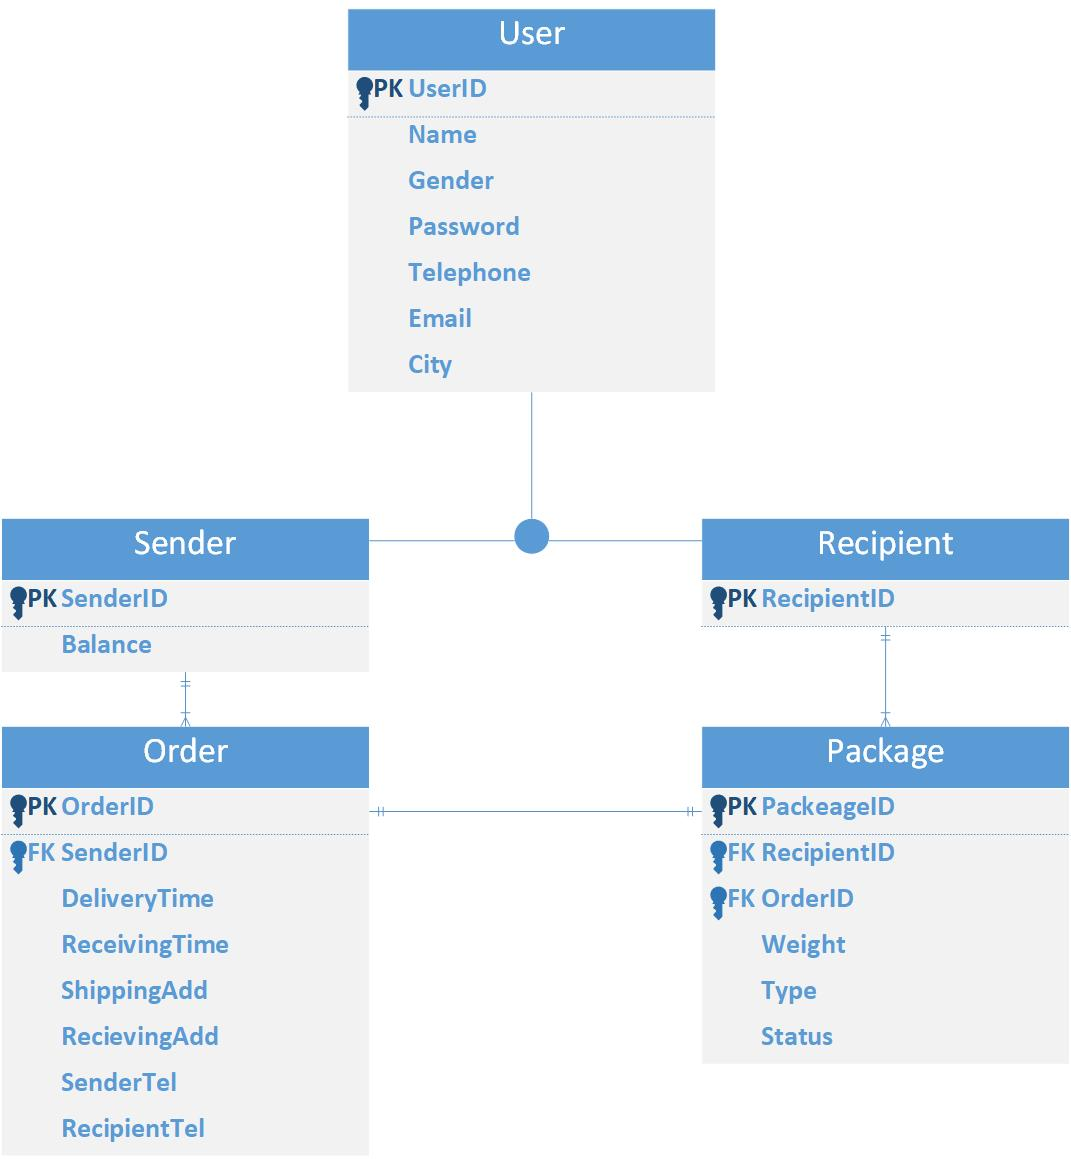 User
PK UserID
Name
Gender
Password
Telephone
Email
City
Sender
PK SenderID
Balance
Recipient
PK RecipientID
Order
PK OrderID
FK SenderID
DeliveryTime
ReceivingTime
ShippingAdd
RecievingAdd
SenderTel
RecipientTel
Package
PK PackeageID
FK RecipientID
FK OrderID
Weight
Type
Status